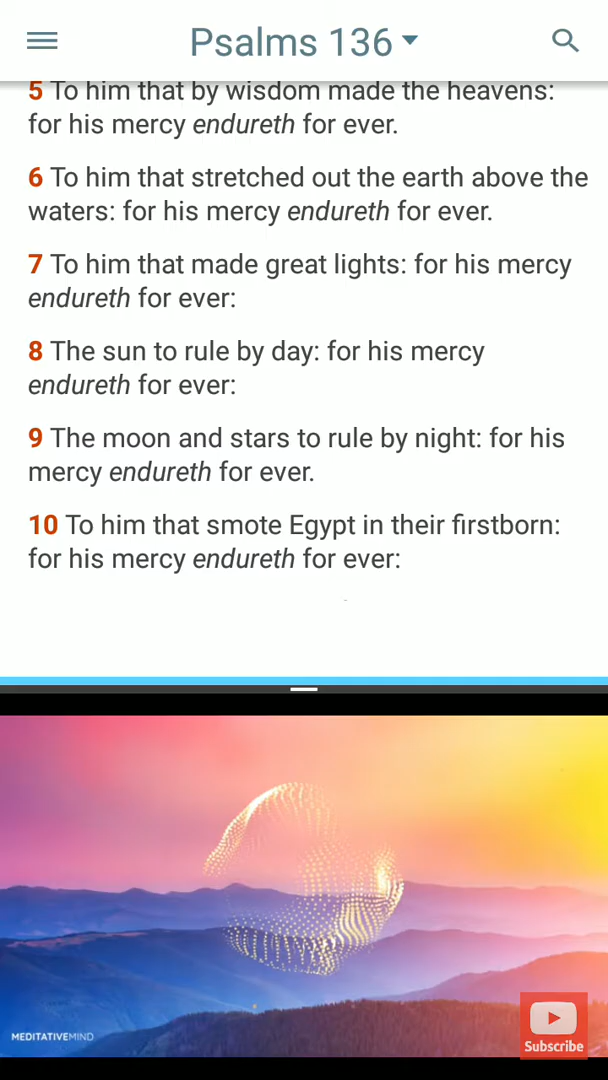 Psalms 136
5 To him that by wisdom made the heavens:
for his mercy endureth for ever.
6 To him that stretched out the earth above the
waters: for his mercy endureth for ever.
7 To him that made great lights: for his mercy
endureth for ever:
8 The sun to rule by day: for his mercy
endureth for ever:
9 The moon and stars to rule by night: for his
mercy endureth for ever.
10 To him that smote Egypt in their firstborn:
for his mercy endureth for ever:
MEDITATIVEMIND
Subscribe